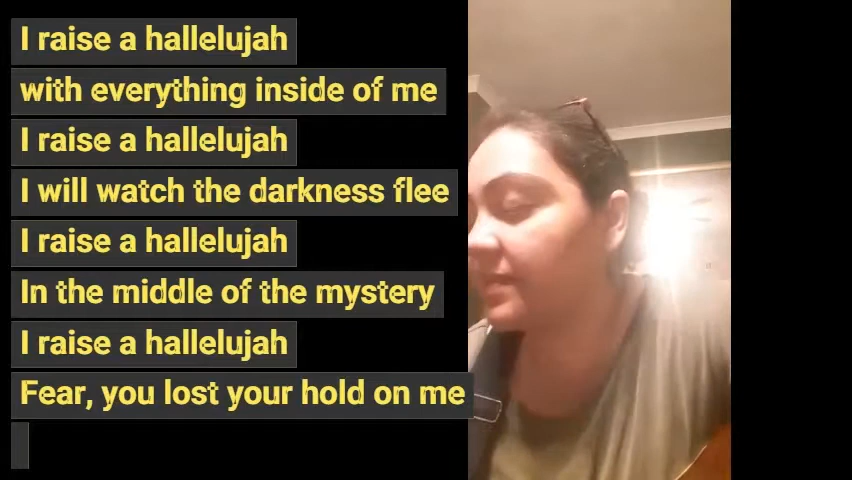 I raise a hallelujah
with everything inside of me
I raise a hallelujah
I will watch the darkness flee
I raise a hallelujah
In the middle of the mystery
I raise a hallelujah
Fear, you lost your hold on me